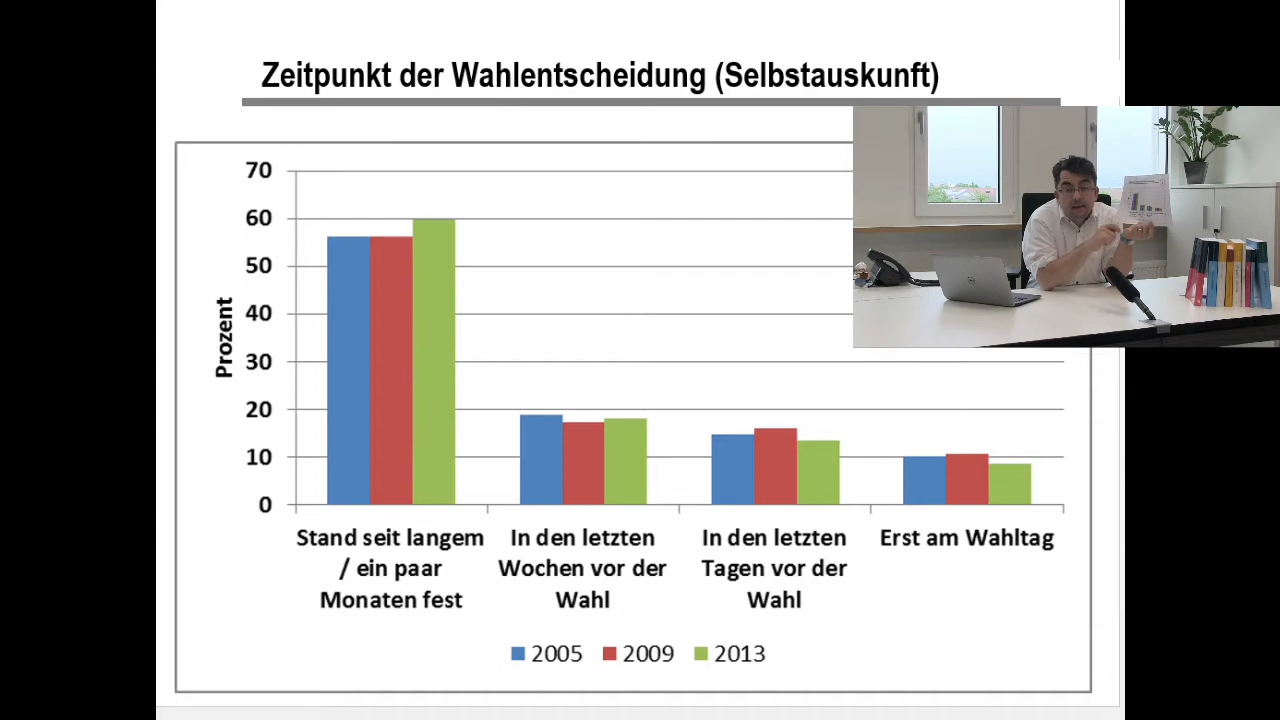 Zeitpunkt der Wahlentscheidung (Selbstauskunft)
70
60
50
40
30
20
10
0
Prozent
Stand seit langem
/ ein paar
Monaten fest
In den letzten
Wochen vor der
Wahl
In den letzten
Tagen vor der
Wahl
Erst am Wahltag
2005
2009
2013